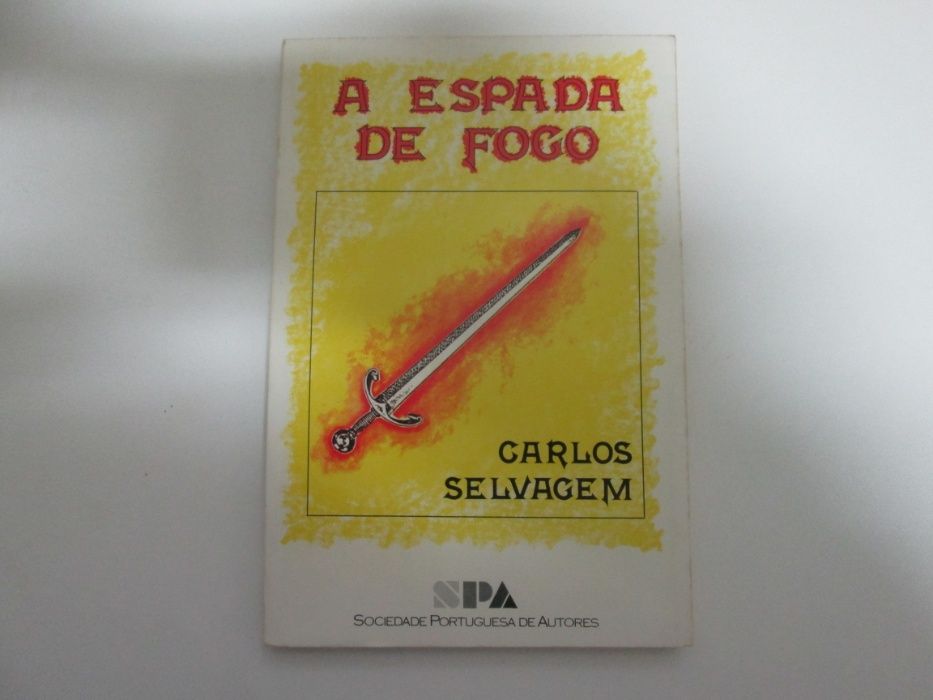 A ESPADA
DE FOGO
CARLOS
SELVAGEM
SPA
SOCIEDADE PORTUGUESA DE AUTORES